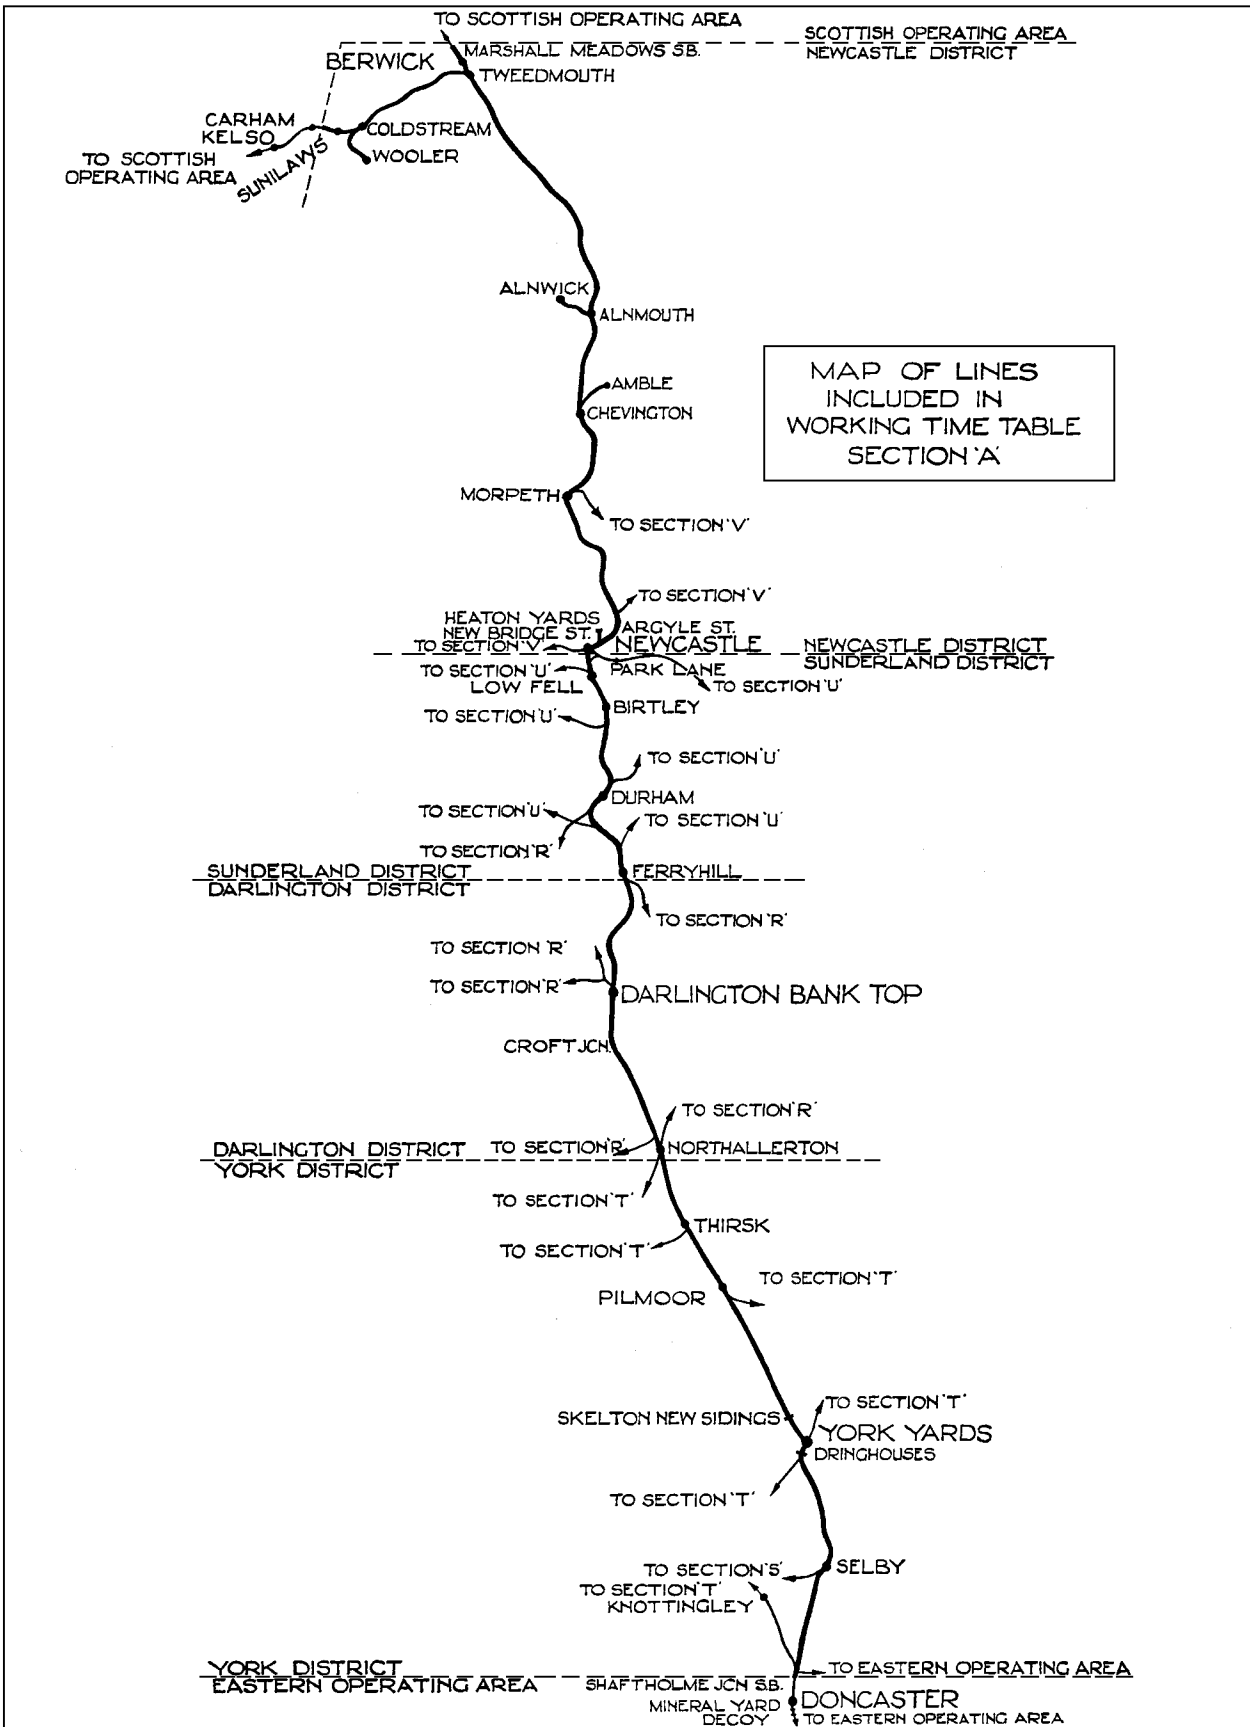 TO SCOTTISH OPERATING AREA
SCOTTISH OPERATING AREA
NEWCASTLE DISTRICT
MARSHALL MEADOWS S.B.
BERWICK
TWEEDMOUTH
CARHAM
KELSO
COLDSTREAM
WOOLER
TO SCOTTISH
OPERATING AREA
SUNILAWS
ALNWICK
ALNMOUTH
MAP OF LINES
INCLUDED IN
WORKING TIME TABLE
SECTION 'A'
AMBLE
CHEVINGTON
MORPETH
TO SECTION 'V'
TO SECTION 'V'
HEATON YARDS
NEW BRIDGE ST.
ARGYLE ST.
TO SECTION 'V'
NEWCASTLE
NEWCASTLE DISTRICT
SUNDERLAND DISTRICT
TO SECTION 'U'
PARK LANE
LOW FELL
TO SECTION 'U'
BIRTLEY
TO SECTION 'U'
TO SECTION 'U'
DURHAM
TO SECTION 'U'
TO SECTION 'U'
TO SECTION 'R'
SUNDERLAND DISTRICT
DARLINGTON DISTRICT
FERRYHILL
TO SECTION 'R'
TO SECTION 'R'
TO SECTION 'R'
DARLINGTON BANK TOP
CROFT JCN.
TO SECTION 'R'
DARLINGTON DISTRICT
YORK DISTRICT
TO SECTION 'R'
NORTHALLERTON
TO SECTION 'T'
THIRSK
TO SECTION 'T'
TO SECTION 'T'
PILMOOR
TO SECTION 'T'
SKELTON NEW SIDINGS
YORK YARDS
DRINGHOUSES
TO SECTION 'T'
SELBY
TO SECTION 'S'
TO SECTION 'T'
KNOTTINGLEY
YORK DISTRICT
EASTERN OPERATING AREA
TO EASTERN OPERATING AREA
SHAFTHOLME JCN S.B.
MINERAL YARD
DECOY
DONCASTER
TO EASTERN OPERATING AREA